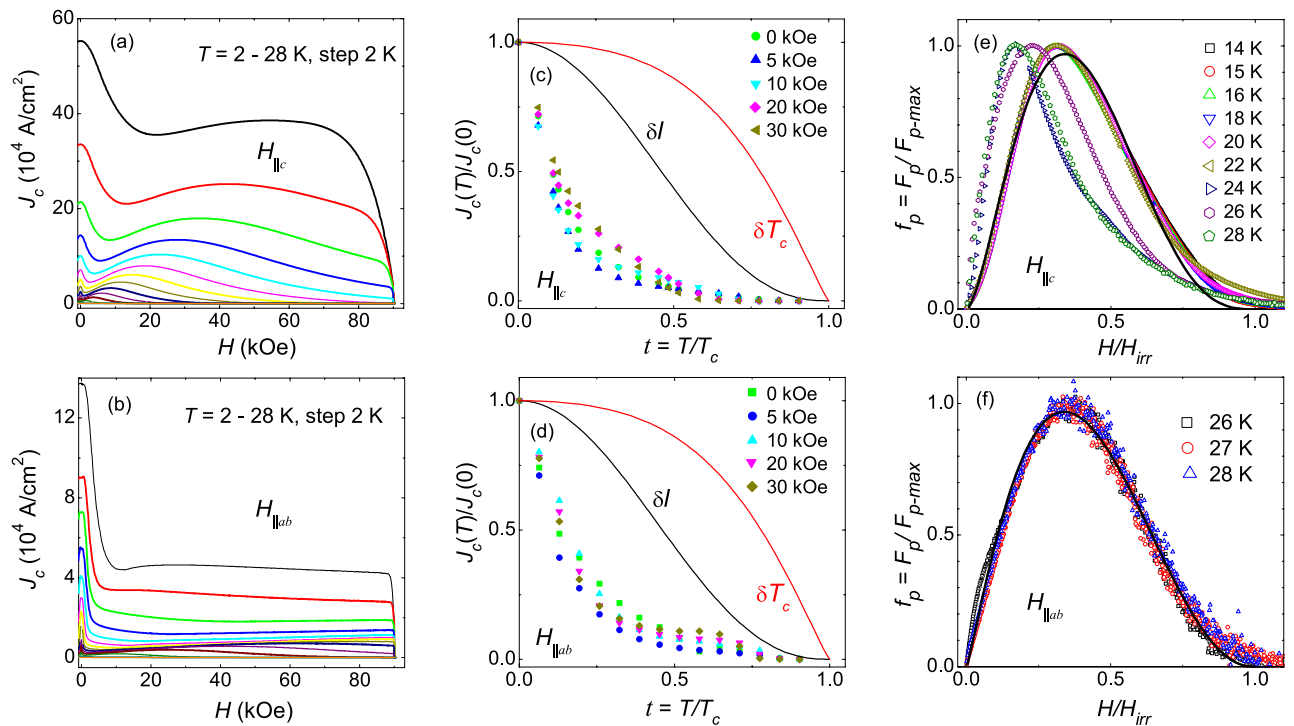 (a)
T = 2 - 28 K, step 2 K
H∥c
J_c (10^4 A/cm^2)
60
40
20
0
0 20 40 60 80
H (kOe)
(c)
0 kOe
5 kOe
10 kOe
20 kOe
30 kOe
δl
δT_c
H∥c
J_c(T)/J_c(0)
1.0
0.5
0.0
0.0 0.5 1.0
t = T/T_c
(e)
14 K
15 K
16 K
18 K
20 K
22 K
24 K
26 K
28 K
H∥c
f_p = F_p/ F_p-max
1.0
0.5
0.0
0.0 0.5 1.0
H/H_irr
(b)
T = 2 - 28 K, step 2 K
H∥ab
J_c (10^4 A/cm^2)
12
8
4
0
0 20 40 60 80
H (kOe)
(d)
0 kOe
5 kOe
10 kOe
20 kOe
30 kOe
δl
δT_c
H∥ab
J_c(T)/J_c(0)
1.0
0.5
0.0
0.0 0.5 1.0
t = T/T_c
(f)
26 K
27 K
28 K
H∥ab
f_p = F_p/ F_p-max
1.0
0.5
0.0
0.0 0.5 1.0
H/H_irr